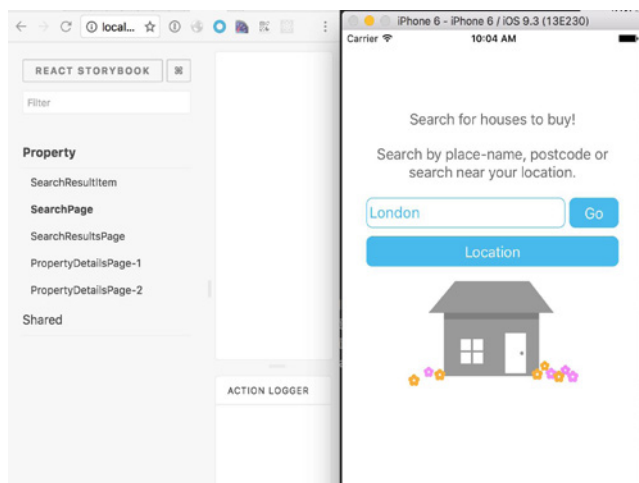 local...
REACT STORYBOOK
⌘
Filter
Property
SearchResultItem
SearchPage
SearchResultsPage
PropertyDetailsPage-1
PropertyDetailsPage-2
Shared
ACTION LOGGER
iPhone 6 - iPhone 6 / iOS 9.3 (13E230)
Carrier 10:04 AM
Search for houses to buy!
Search by place-name, postcode or
search near your location.
London Go
Location